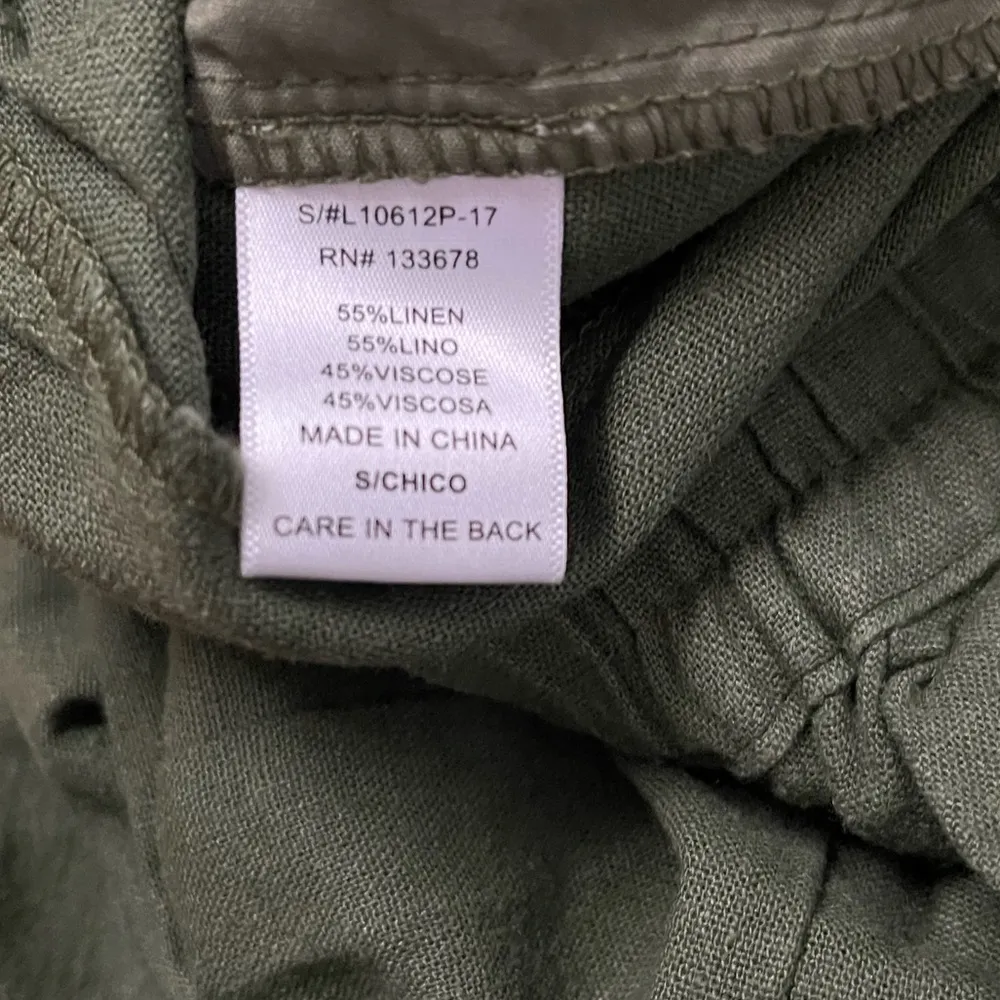 S/#L10612P-17
RN# 133678
55%LINEN
55%LINO
45%VISCOSE
45%VISCOSA
MADE IN CHINA
S/CHICO
CARE IN THE BACK